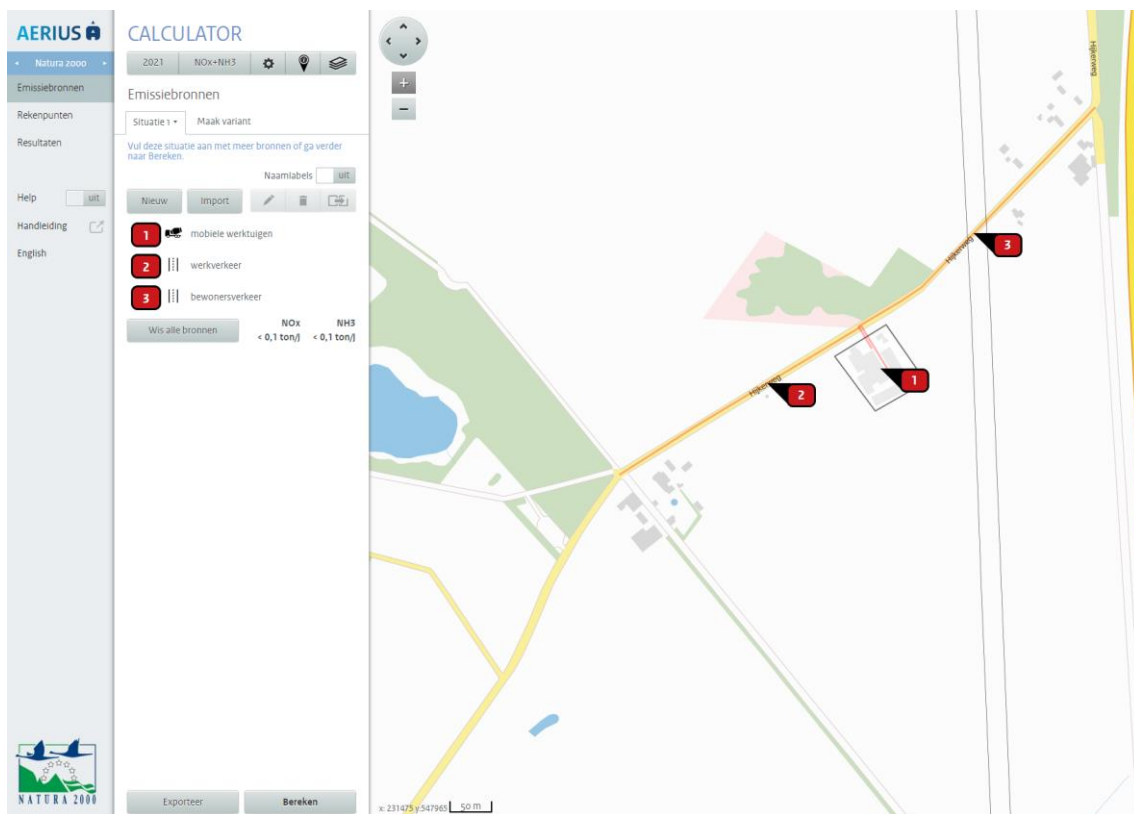 AERIUS
Natura 2000
Emissiebronnen
Rekenpunten
Resultaten
Help uit
Handleiding
English
NATURA 2000
CALCULATOR
2021 NOx+NH3
Emissiebronnen
Situatie 1 Maak variant
Vul deze situatie aan met meer bronnen of ga verder
naar Bereken.
Naamlabels uit
Nieuw Import
1 mobiele werktuigen
2 werkverkeer
3 bewonersverkeer
Wis alle bronnen NOx NH3
< 0,1 ton/j < 0,1 ton/j
Exporteer Bereken
+
−
Hijkerweg
Hijkerweg
3
1
Hijkerweg
2
x: 231475 y:547965 50 m